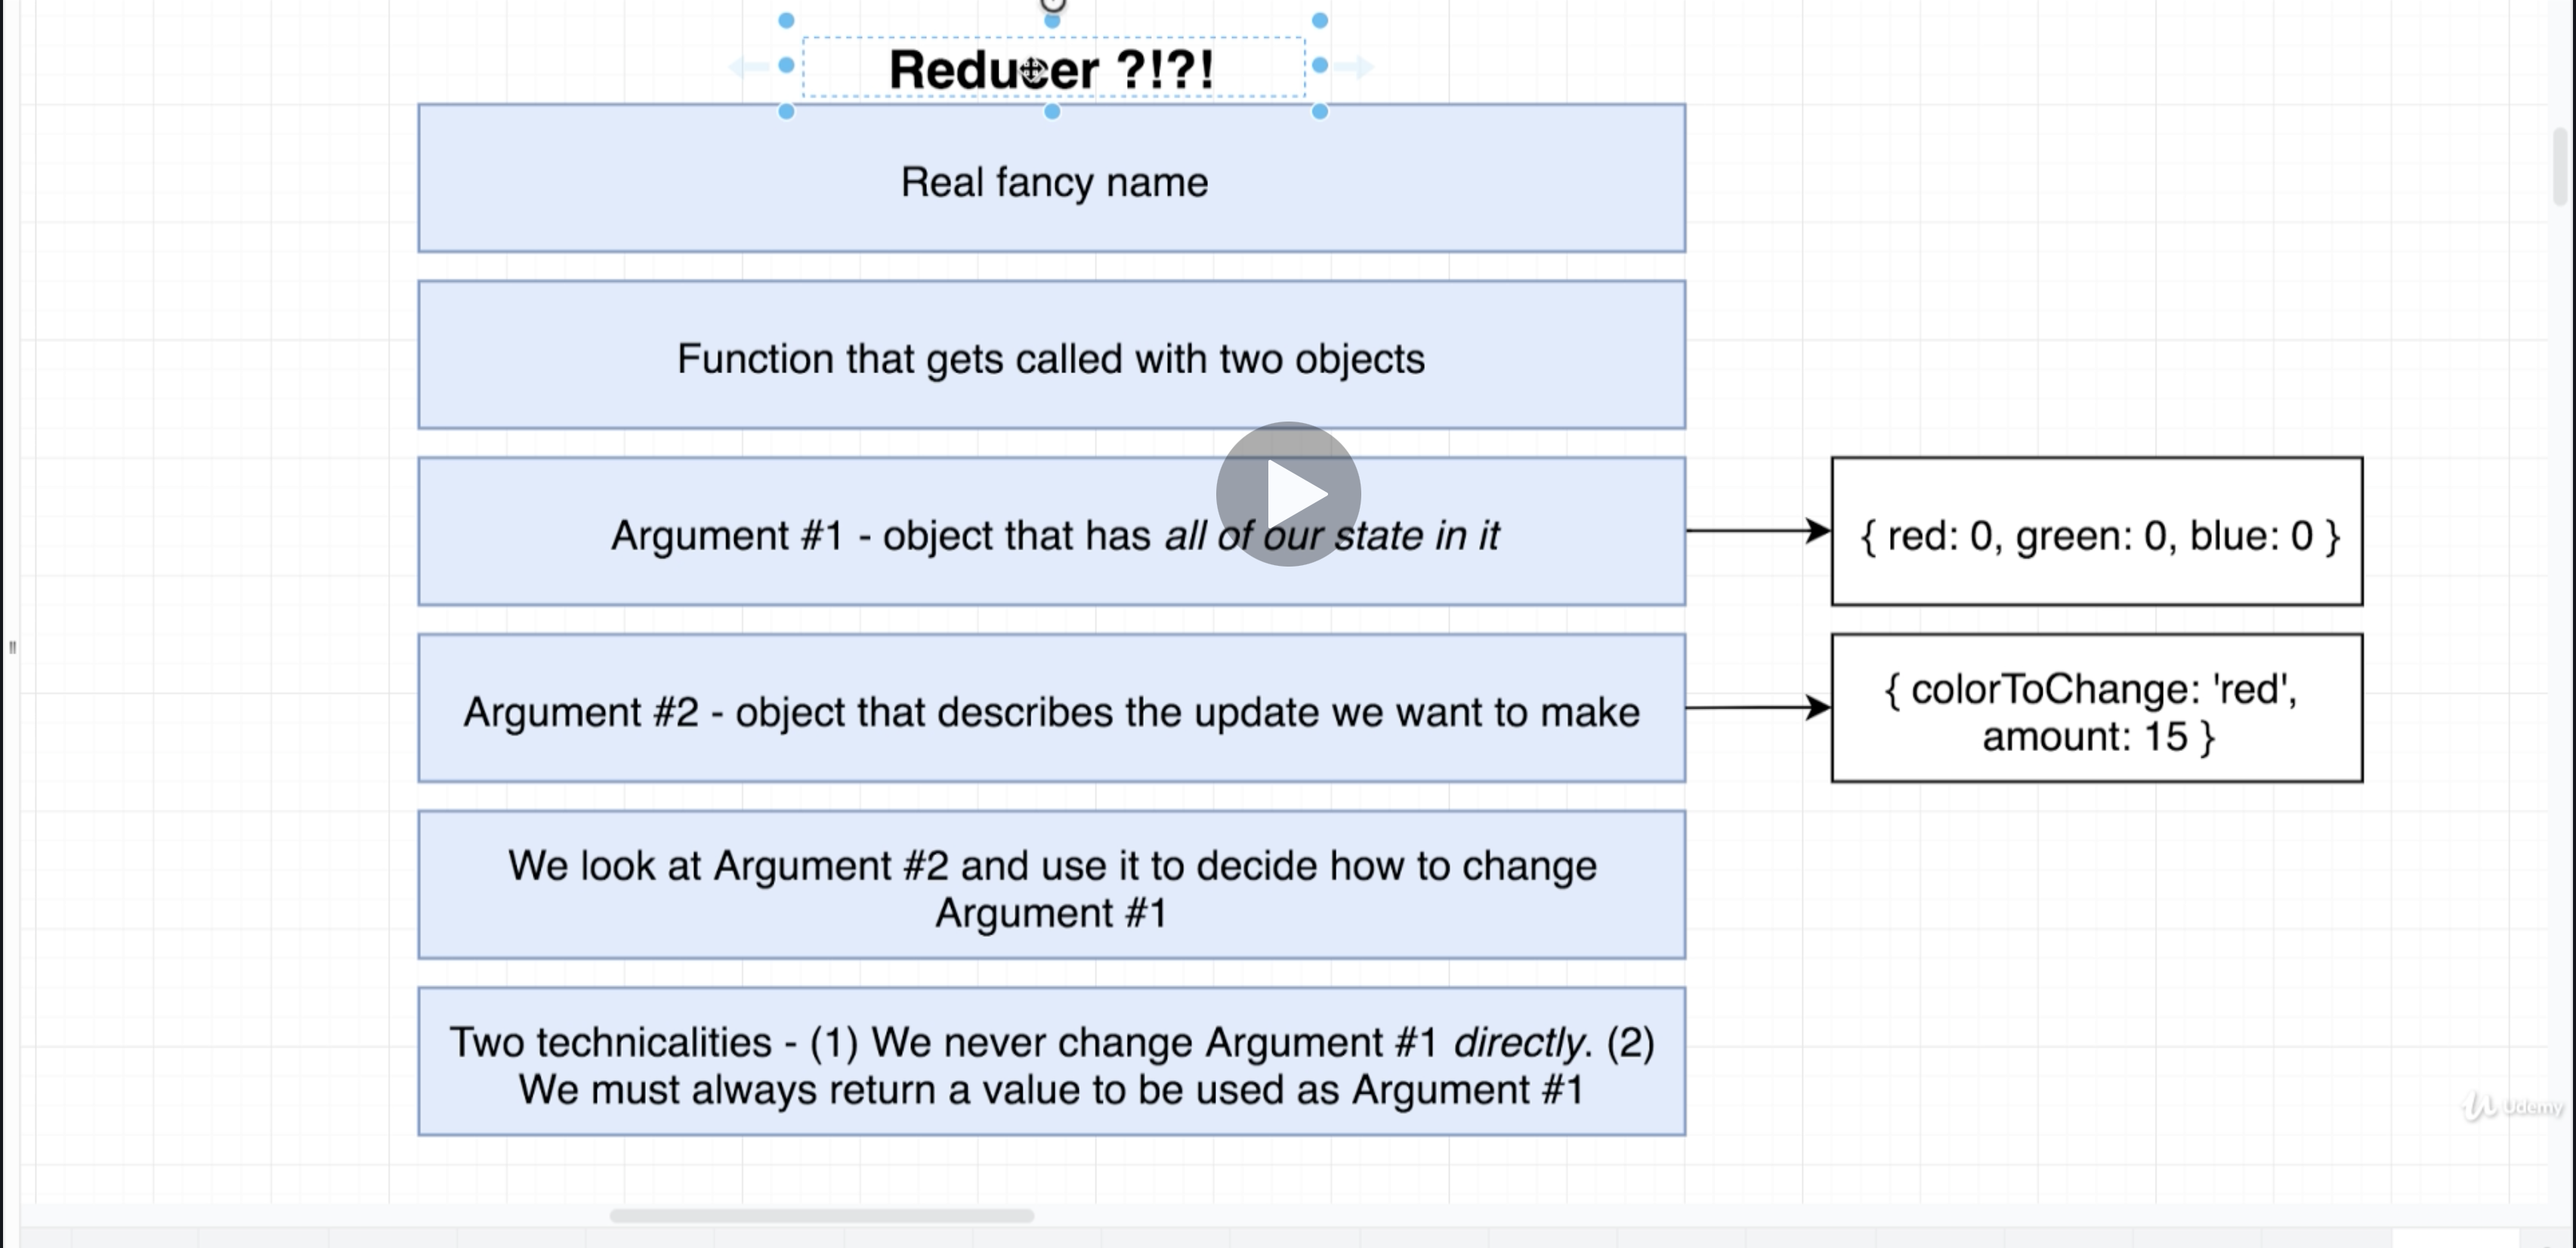 Reducer ?!?!
Real fancy name
Function that gets called with two objects
Argument #1 - object that has all of our state in it
{ red: 0, green: 0, blue: 0 }
Argument #2 - object that describes the update we want to make
{ colorToChange: 'red',
amount: 15 }
We look at Argument #2 and use it to decide how to change
Argument #1
Two technicalities - (1) We never change Argument #1 directly. (2)
We must always return a value to be used as Argument #1
Udemy